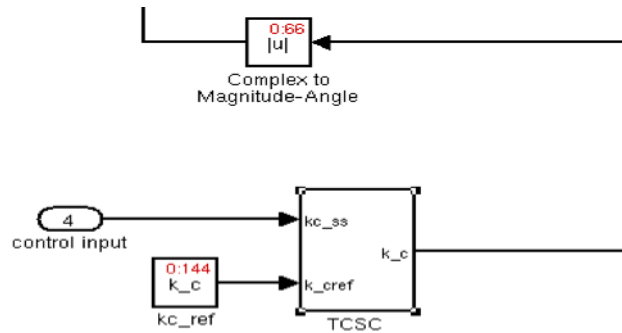 0:66
|u|
Complex to
Magnitude-Angle
4
control input
kc_ss
k_c
k_cref
0:144
k_c
kc_ref
TCSC